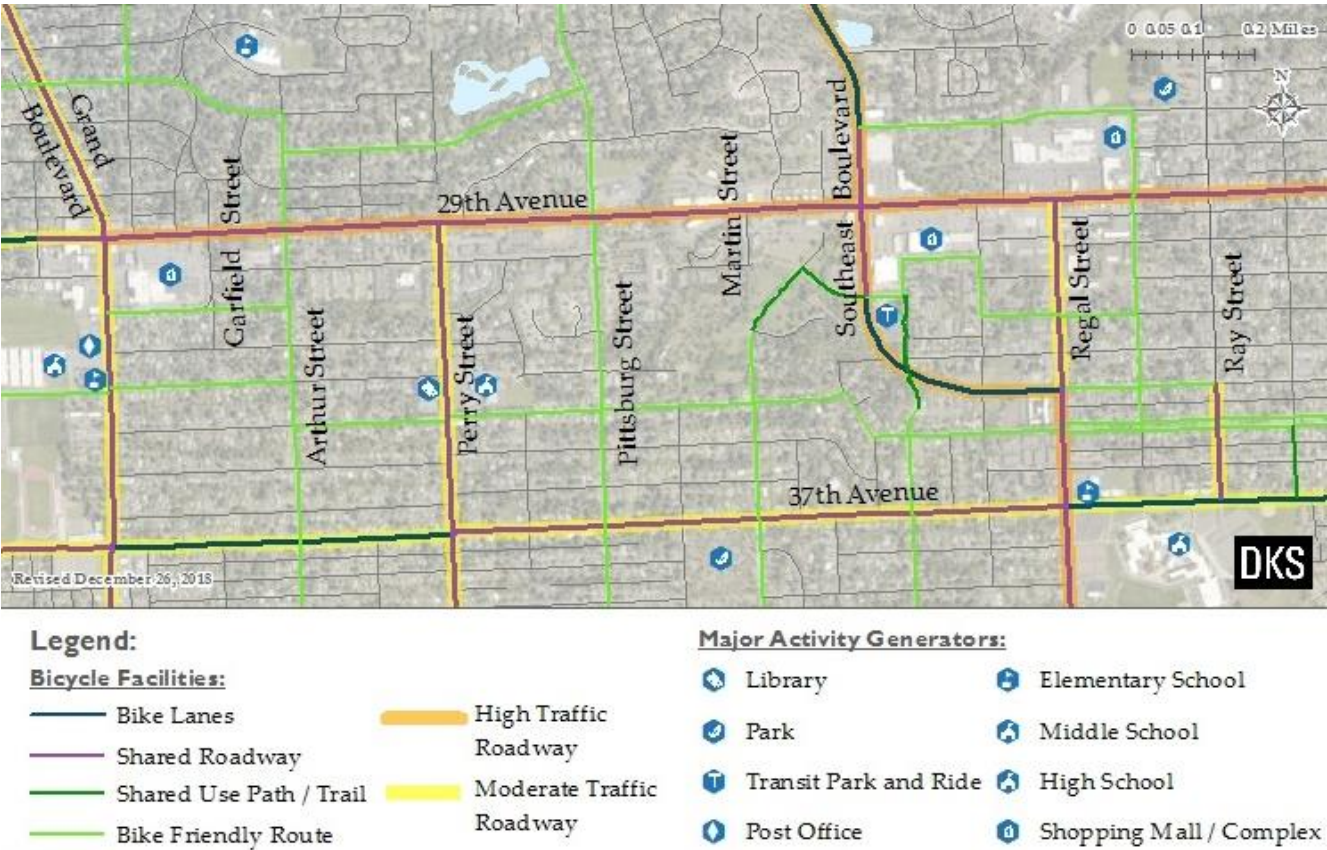 0 0.05 0.1 0.2 Miles
N
Grand
Boulevard
Garfield Street
29th Avenue
Martin Street
Southeast Boulevard
Arthur Street
Perry Street
Pittsburg Street
Regal Street
Ray Street
T
37th Avenue
Revised December 26, 2018
DKS
Legend:
Bicycle Facilities:
Bike Lanes
Shared Roadway
Shared Use Path / Trail
Bike Friendly Route
High Traffic
Roadway
Moderate Traffic
Roadway
Major Activity Generators:
Library
Park
T Transit Park and Ride
Post Office
Elementary School
Middle School
High School
Shopping Mall / Complex